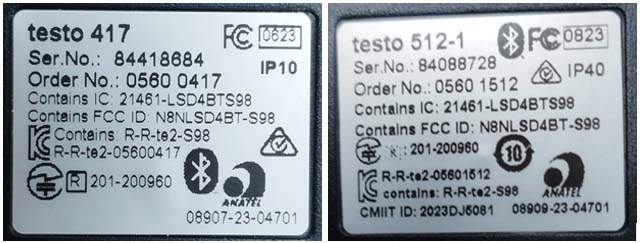 testo 417
FC 0623
Ser.No.: 84418684
IP10
Order No.: 0560 0417
Contains IC: 21461-LSD4BTS98
Contains FCC ID: N8NLSD4BT-S98
Contains: R-R-te2-S98
R-R-te2-05600417
R 201-200960
ANATEL
08907-23-04701
testo 512-1
FC 0823
Ser.No.: 84088728
IP40
Order No.: 0560 1512
Contains IC: 21461-LSD4BTS98
Contains FCC ID: N8NLSD4BT-S98
R: 201-200960
10
R-R-te2-05601512
contains: R-R-te2-S98
ANATEL
CMIIT ID: 2023DJ5081
08909-23-04701